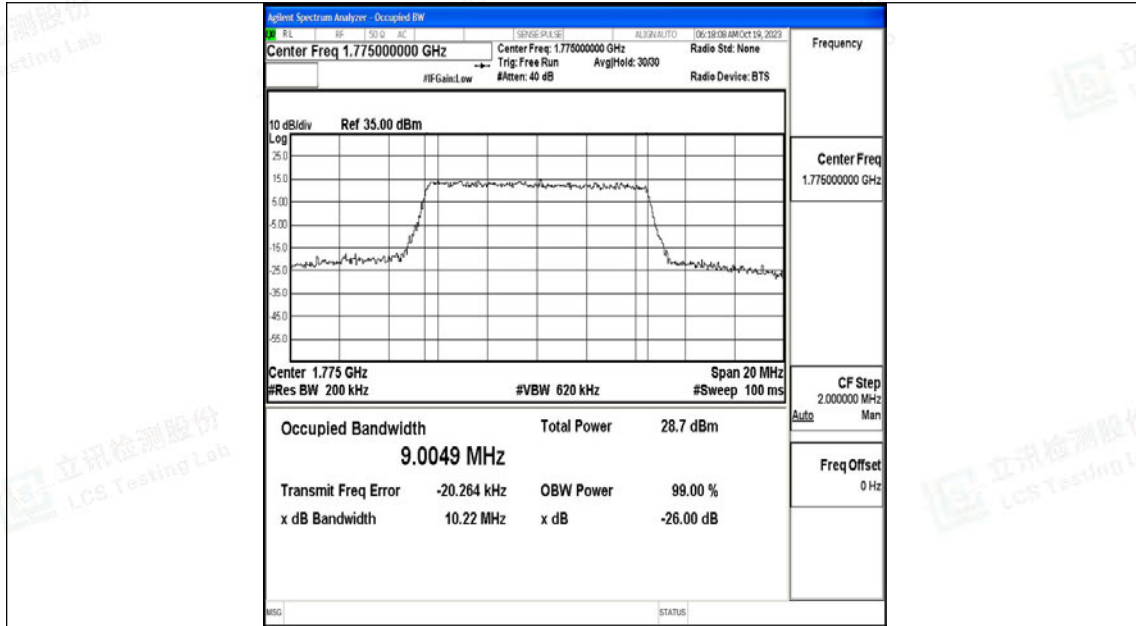 Agilent Spectrum Analyzer - Occupied BW
RL RF 50 Ω AC SENSE:PULSE ALIGN AUTO 06:18:08 AM Oct 19, 2023
Center Freq 1.775000000 GHz
Center Freq: 1.775000000 GHz
Radio Std: None
Trig: Free Run Avg|Hold: 30/30
#IFGain:Low
#Atten: 40 dB
Radio Device: BTS
10 dB/div Ref 35.00 dBm
Log
25.0
15.0
5.00
-5.00
-15.0
-25.0
-35.0
-45.0
-55.0
Center 1.775 GHz Span 20 MHz
#Res BW 200 kHz #VBW 620 kHz #Sweep 100 ms
Occupied Bandwidth Total Power 28.7 dBm
9.0049 MHz
Transmit Freq Error -20.264 kHz OBW Power 99.00 %
x dB Bandwidth 10.22 MHz x dB -26.00 dB
MSG STATUS
Frequency
Center Freq
1.775000000 GHz
CF Step
2.000000 MHz
Auto Man
Freq Offset
0 Hz
立讯检测股份
LCS Testing Lab